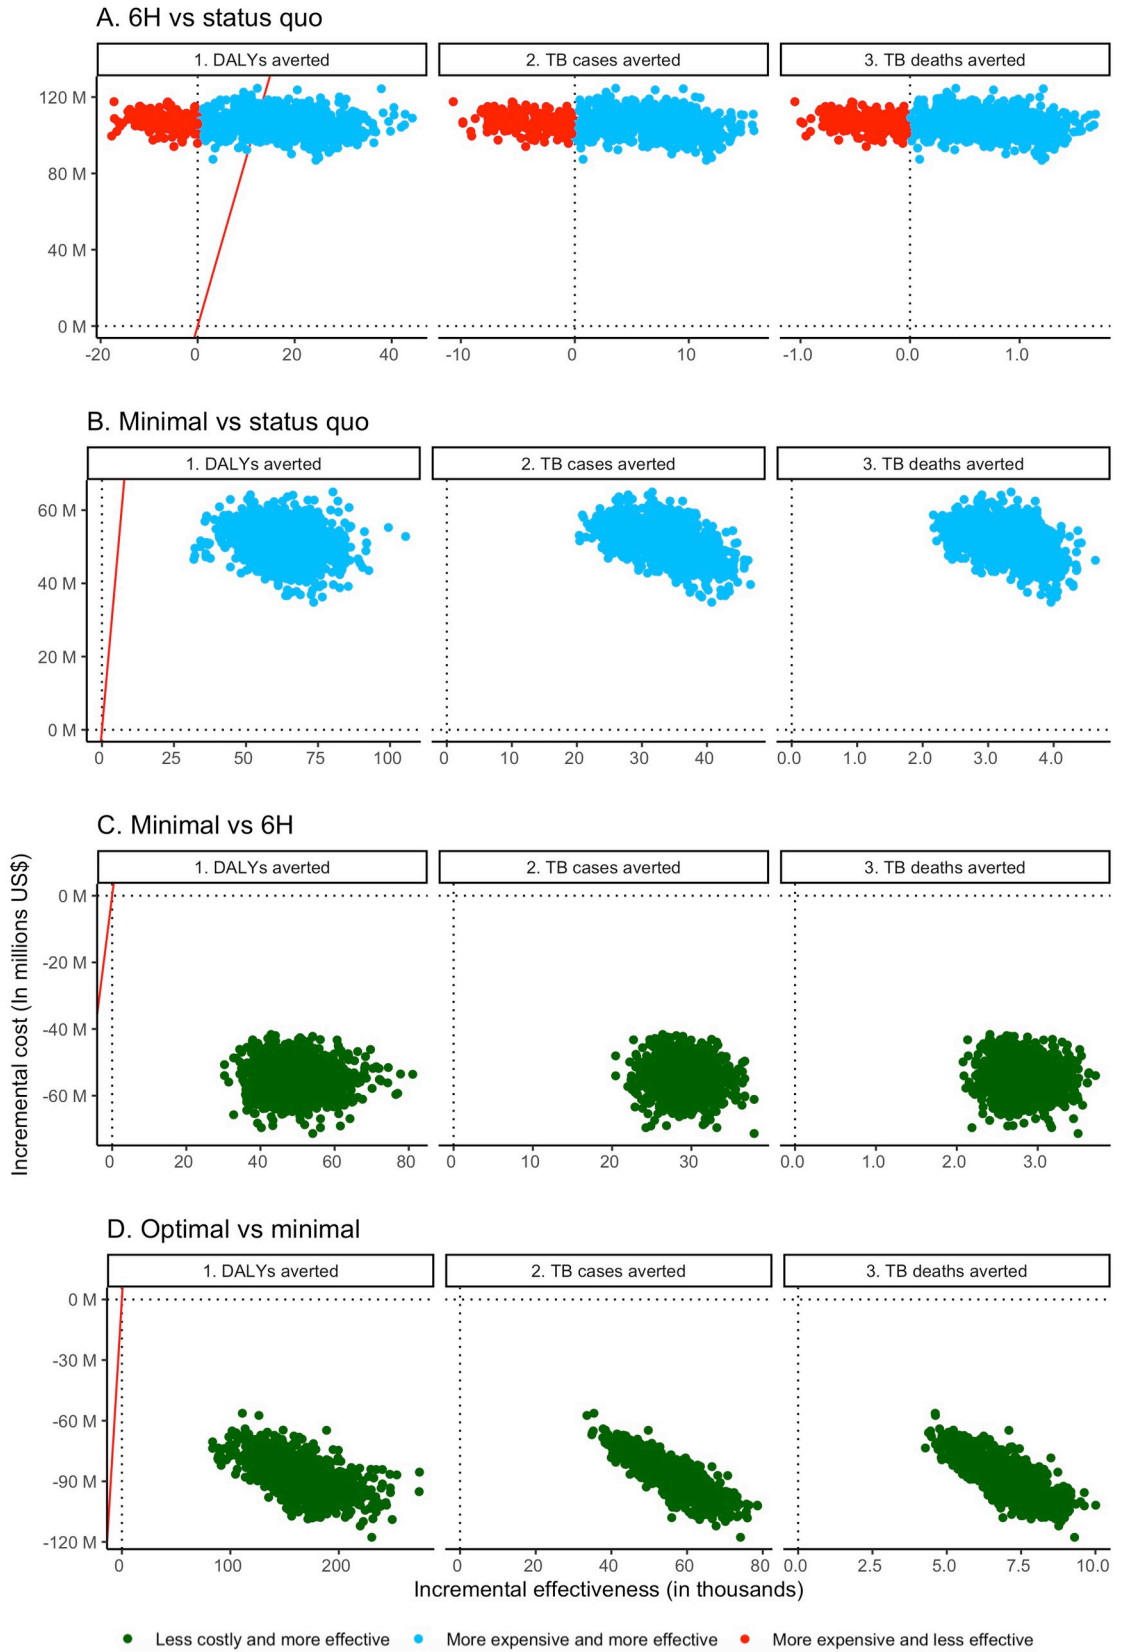 A. 6H vs status quo
1. DALYs averted
2. TB cases averted
3. TB deaths averted
120 M
80 M
40 M
0 M
-20 0 20 40
-10 0 10
-1.0 0.0 1.0
B. Minimal vs status quo
1. DALYs averted
2. TB cases averted
3. TB deaths averted
60 M
40 M
20 M
0 M
0 25 50 75 100
0 10 20 30 40
0.0 1.0 2.0 3.0 4.0
C. Minimal vs 6H
1. DALYs averted
2. TB cases averted
3. TB deaths averted
Incremental cost (In millions US$)
0 M
-20 M
-40 M
-60 M
0 20 40 60 80
0 10 20 30
0.0 1.0 2.0 3.0
D. Optimal vs minimal
1. DALYs averted
2. TB cases averted
3. TB deaths averted
0 M
-30 M
-60 M
-90 M
-120 M
0 100 200
0 20 40 60 80
0.0 2.5 5.0 7.5 10.0
Incremental effectiveness (in thousands)
Less costly and more effective
More expensive and more effective
More expensive and less effective